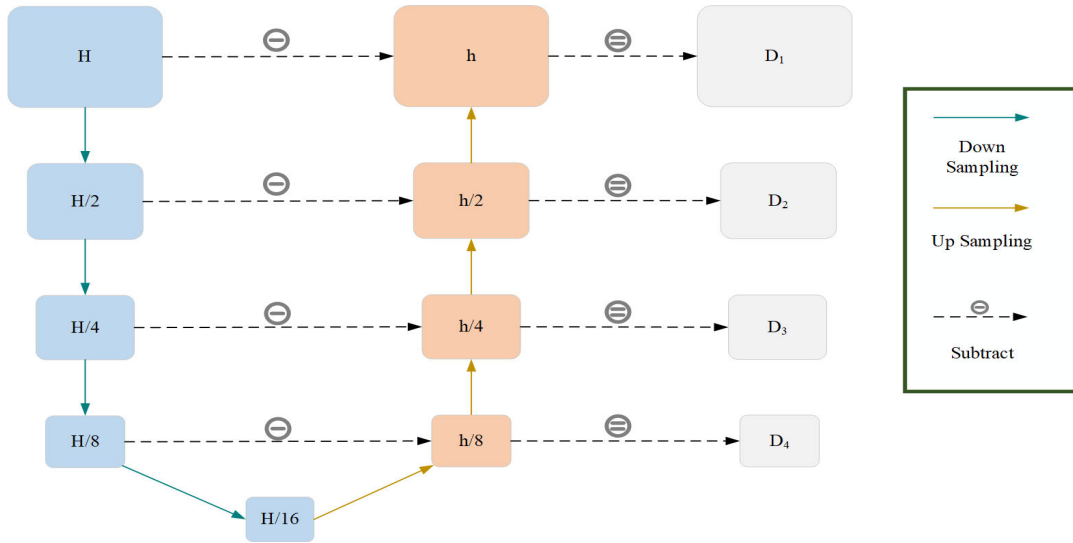 H
h
D₁
H/2
h/2
D₂
H/4
h/4
D₃
H/8
h/8
D₄
H/16
Down
Sampling
Up Sampling
Subtract